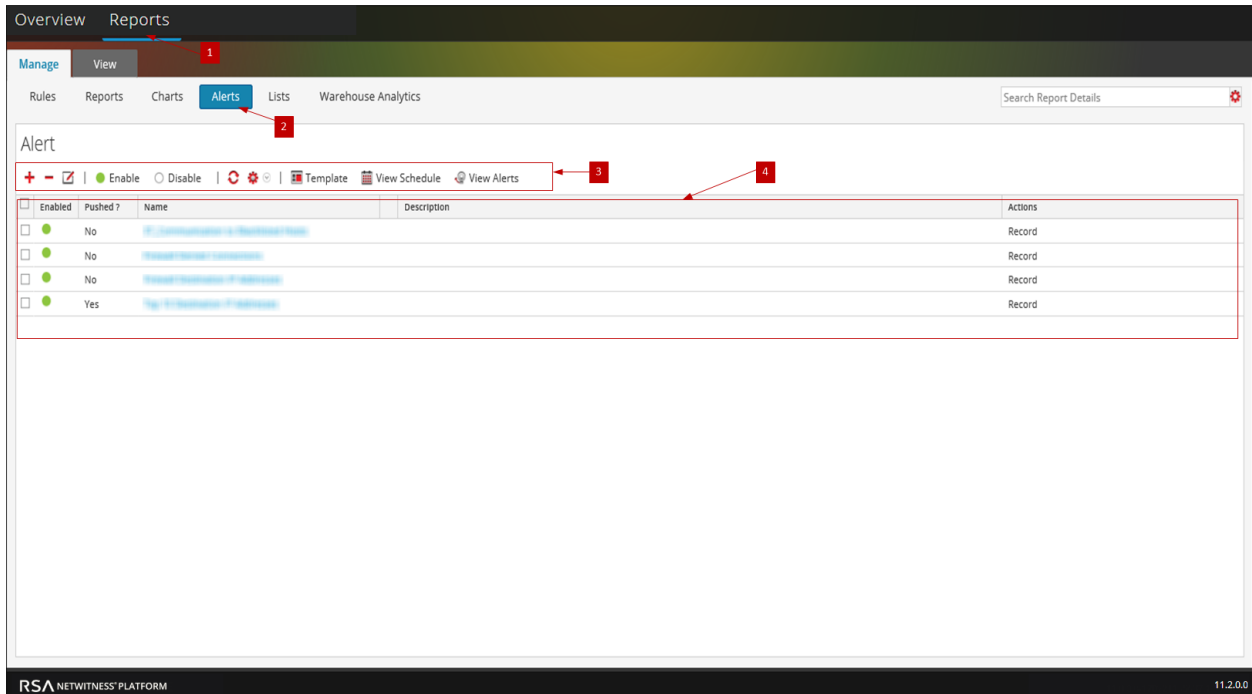 Overview Reports
1
Manage View
Rules Reports Charts Alerts Lists Warehouse Analytics Search Report Details
2
Alert
Enable Disable Template View Schedule View Alerts
3
4
Enabled Pushed ? Name Description Actions
No Record
No Record
No Record
Yes Record
RSA NETWITNESS® PLATFORM 11.2.0.0